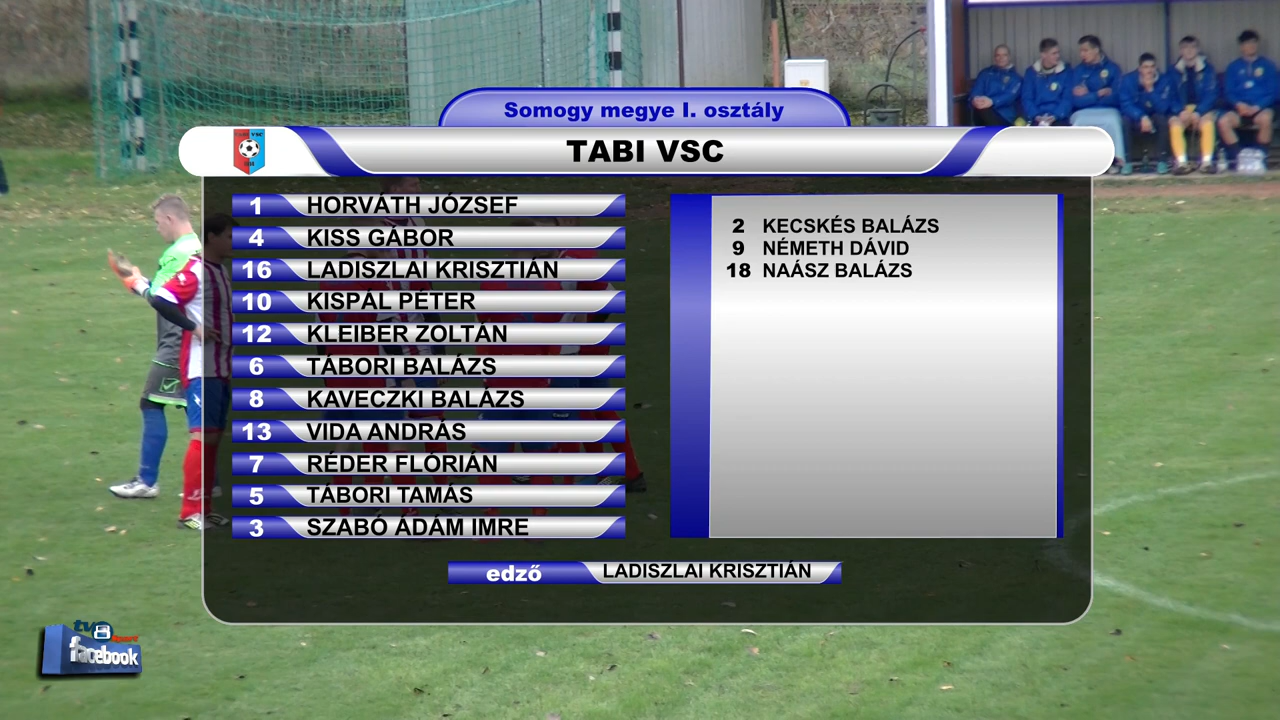 Somogy megye I. osztály
TABI VSC
1 HORVÁTH JÓZSEF
4 KISS GÁBOR
16 LADISZLAI KRISZTIÁN
10 KISPÁL PÉTER
12 KLEIBER ZOLTÁN
6 TÁBORI BALÁZS
8 KAVECZKI BALÁZS
13 VIDA ANDRÁS
7 RÉDER FLÓRIÁN
5 TÁBORI TAMÁS
3 SZABÓ ÁDÁM IMRE
2 KECSKÉS BALÁZS
9 NÉMETH DÁVID
18 NAÁSZ BALÁZS
edző LADISZLAI KRISZTIÁN
tv8 Sport
facebook